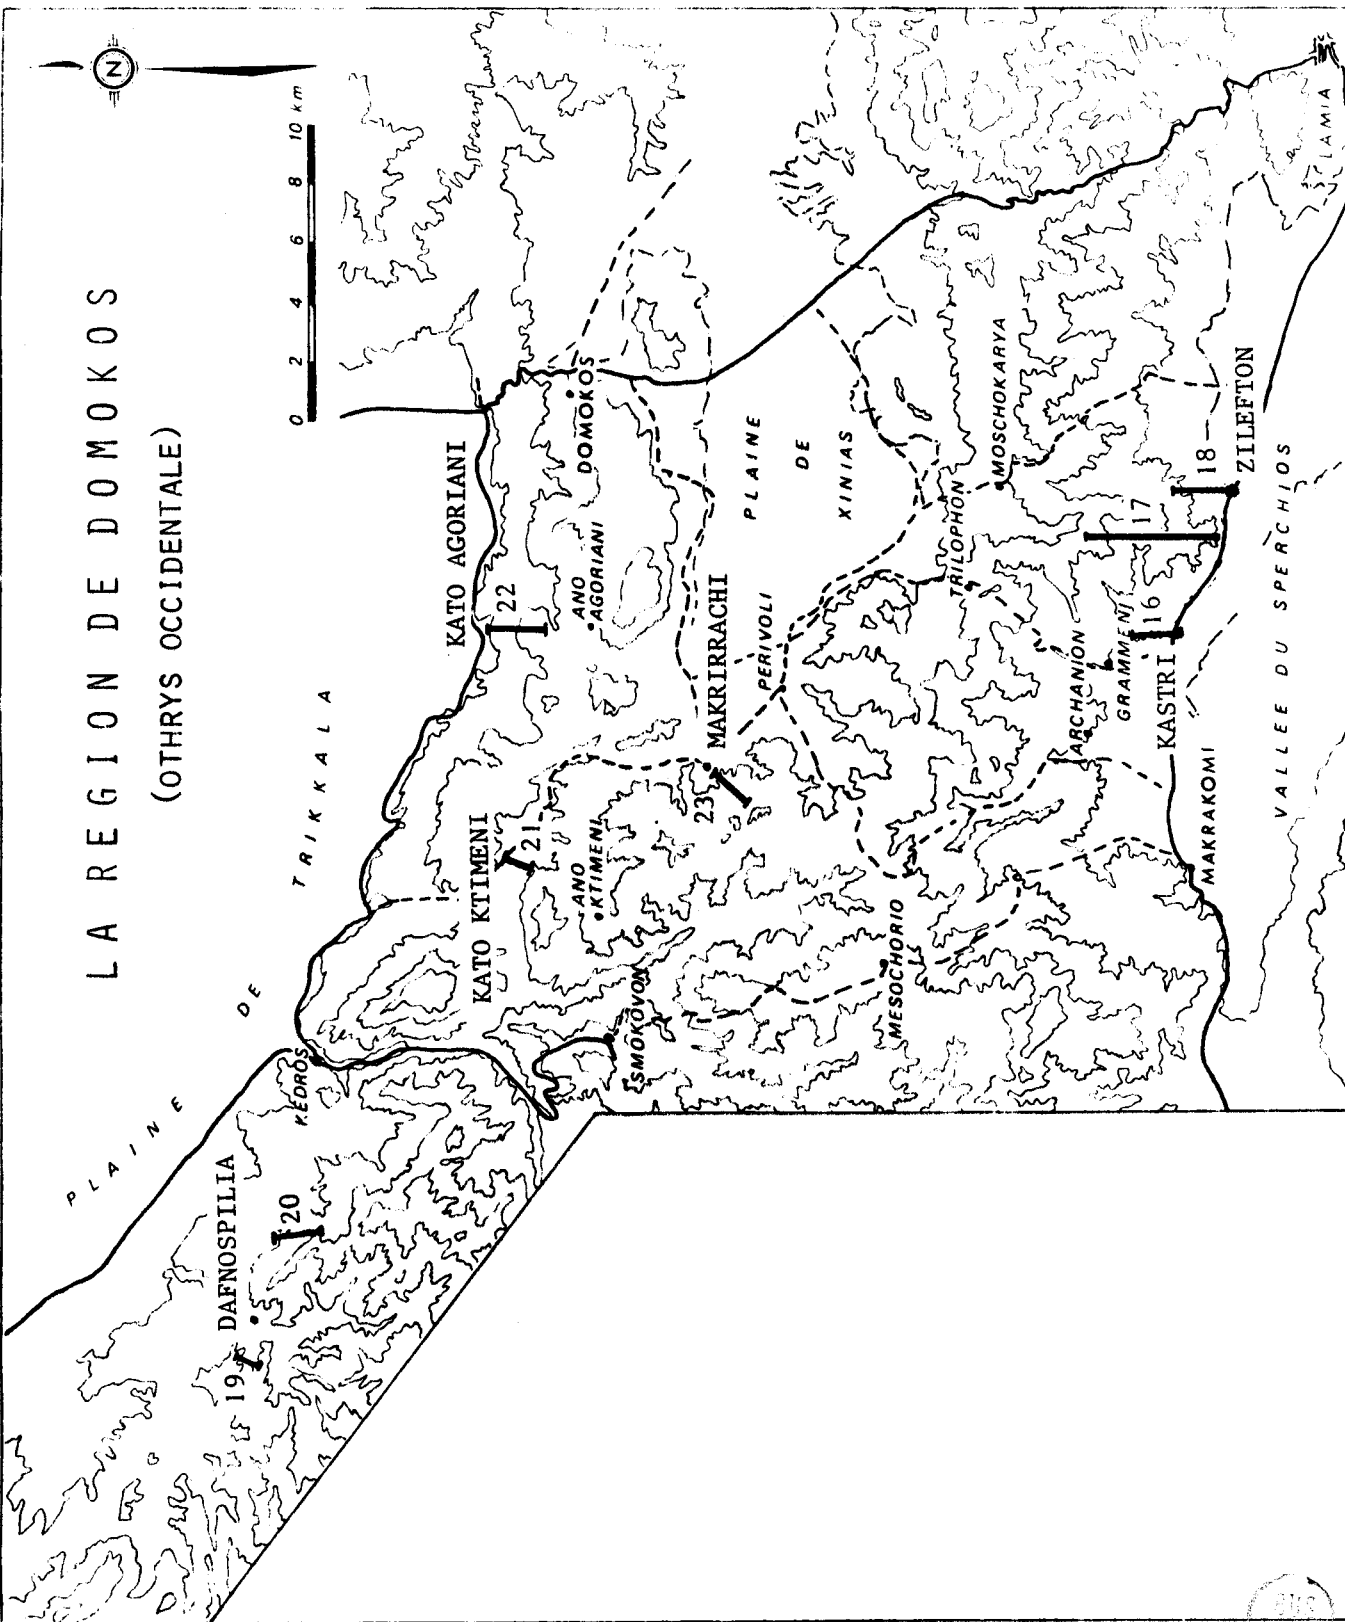 LA REGION DE DOMOKOS
(OTHRYS OCCIDENTALE)
N
0 2 4 6 8 10 km
PLAINE DE TRIKKALA
KEDROS
DAFNOSPILIA
19
20
KATO AGORIANI
22
KATO KTIMENI
21
ANO
KTIMENI
ANO
AGORIANI
DOMOKOS
SMOKOVON
MAKRIRRACHI
23
PERIVOLI
PLAINE
DE
XINIAS
MESOCHORIO
TRILOPHON
MOSCHOKARYA
ARCHANION
GRAMMENI
16
17
18
KASTRI
ZILEFTON
MAKRAKOMI
VALLEE DU SPERCHIOS
LAMIA